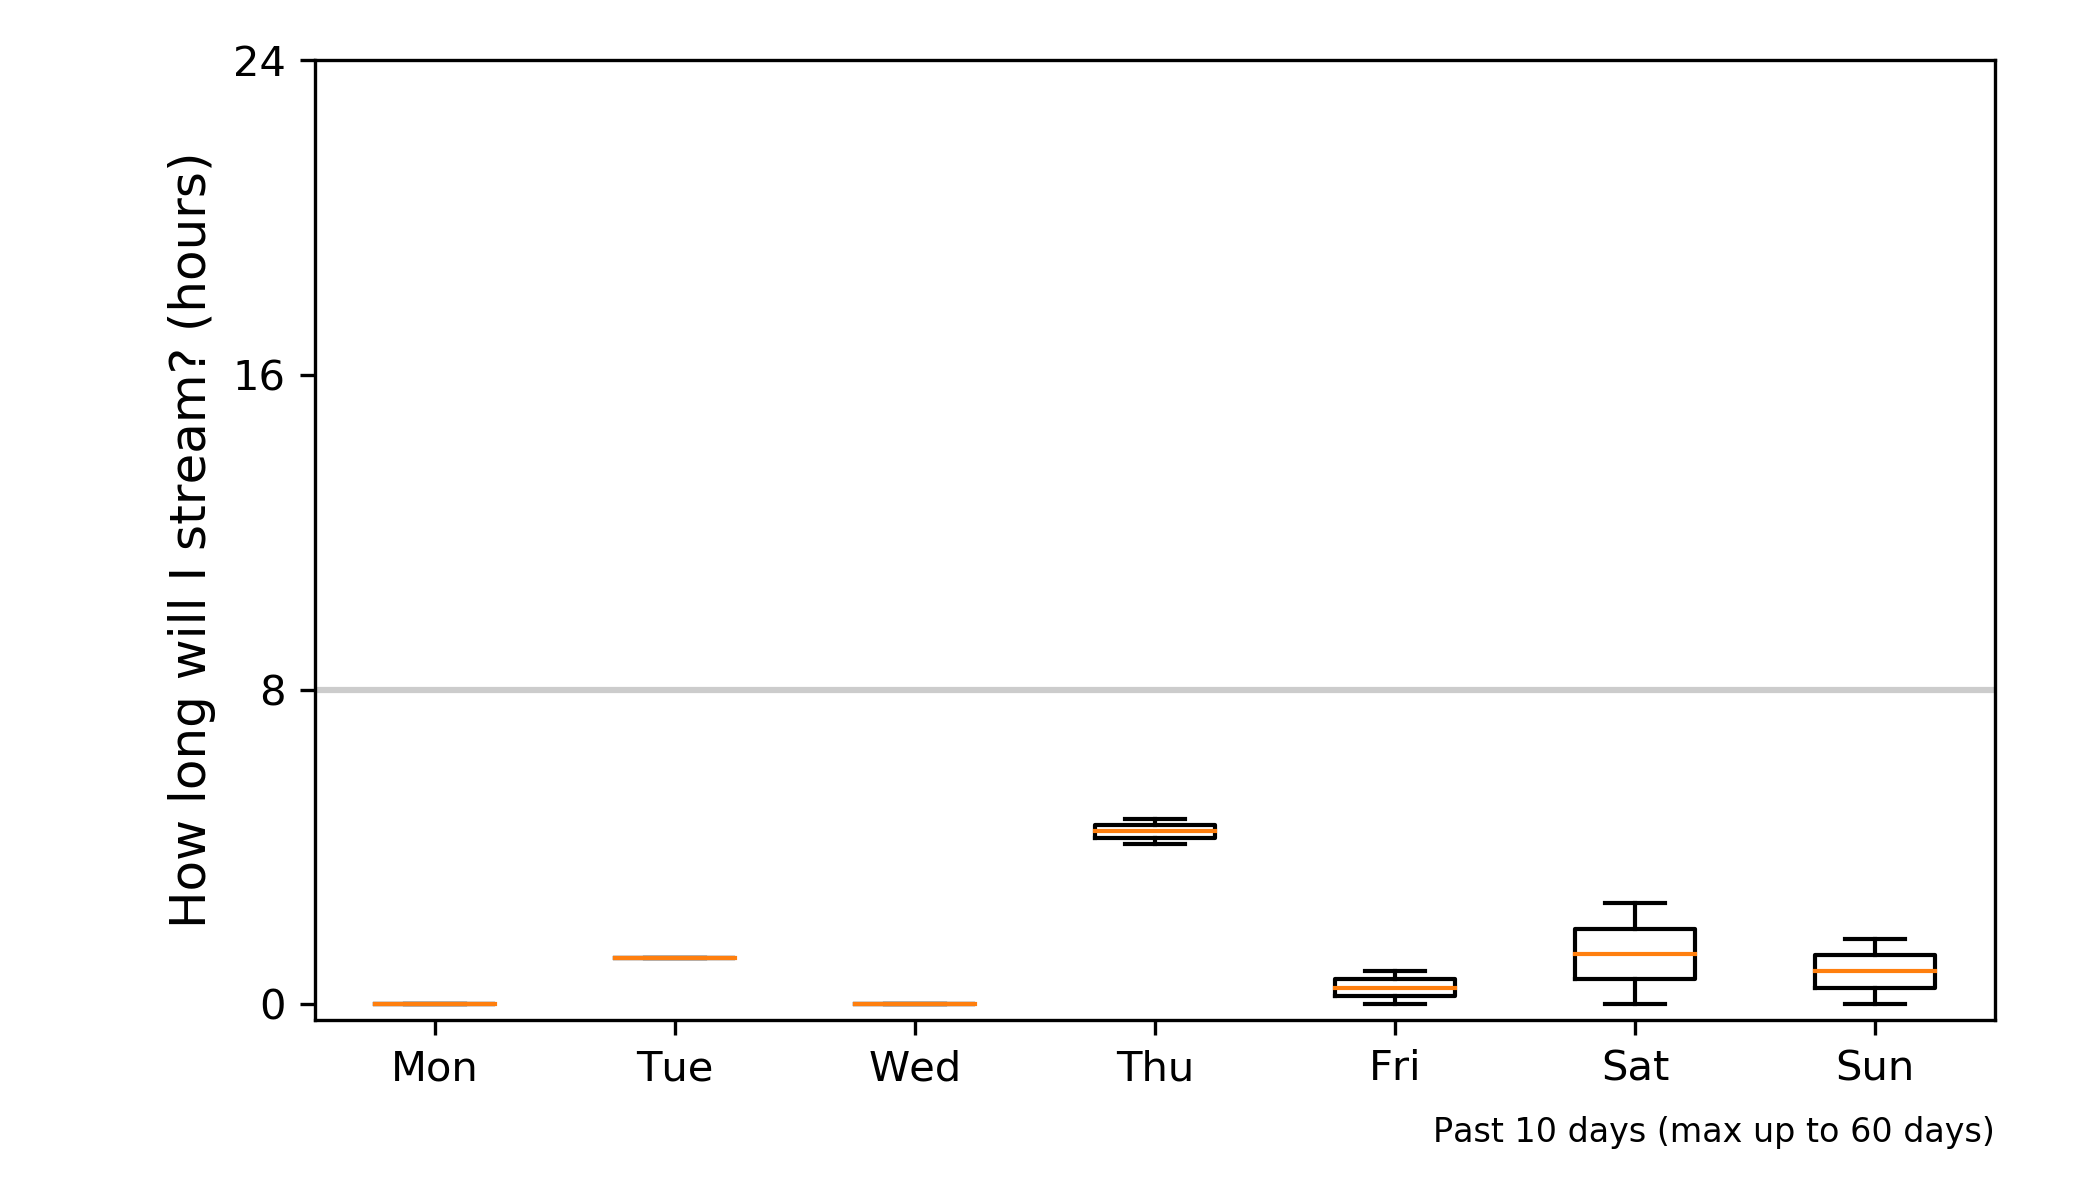 How long will I stream? (hours)
24
16
8
0
Mon Tue Wed Thu Fri Sat Sun
Past 10 days (max up to 60 days)